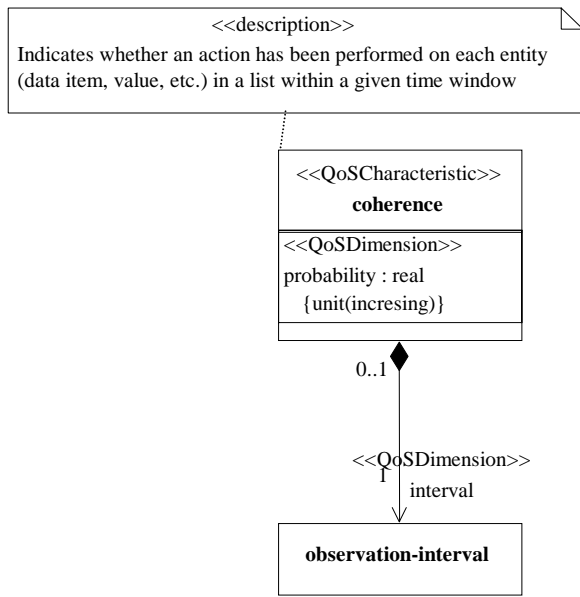 <<description>>
Indicates whether an action has been performed on each entity
(data item, value, etc.) in a list within a given time window
<<QoSCharacteristic>>
coherence
<<QoSDimension>>
probability : real
{unit(incresing)}
0..1
<<QoSDimension>>
1
interval
observation-interval